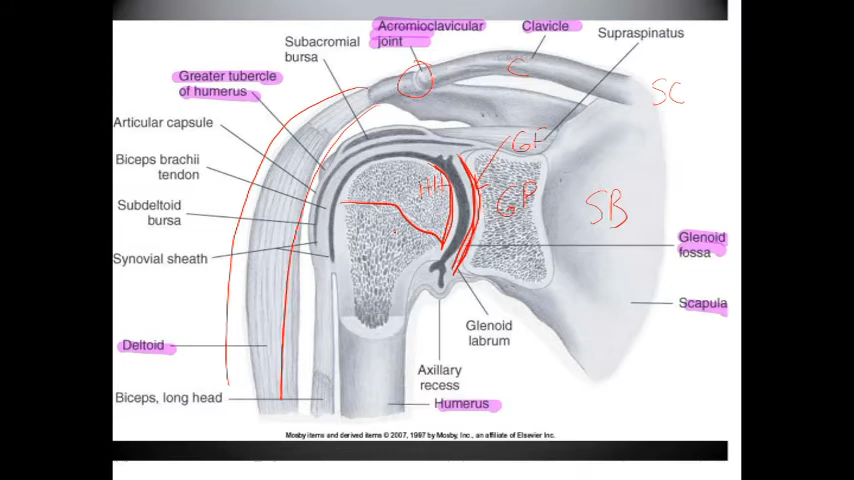 Acromioclavicular
joint
Clavicle
Supraspinatus
Subacromial
bursa
Greater tubercle
of humerus
C
SC
Articular capsule
GF
Biceps brachii
tendon
HH
Subdeltoid
bursa
SB
Glenoid
fossa
Synovial sheath
Scapula
Glenoid
labrum
Deltoid
Axillary
recess
Biceps, long head
Humerus
Mosby items and derived items © 2007, 1997 by Mosby, Inc., an affiliate of Elsevier Inc.